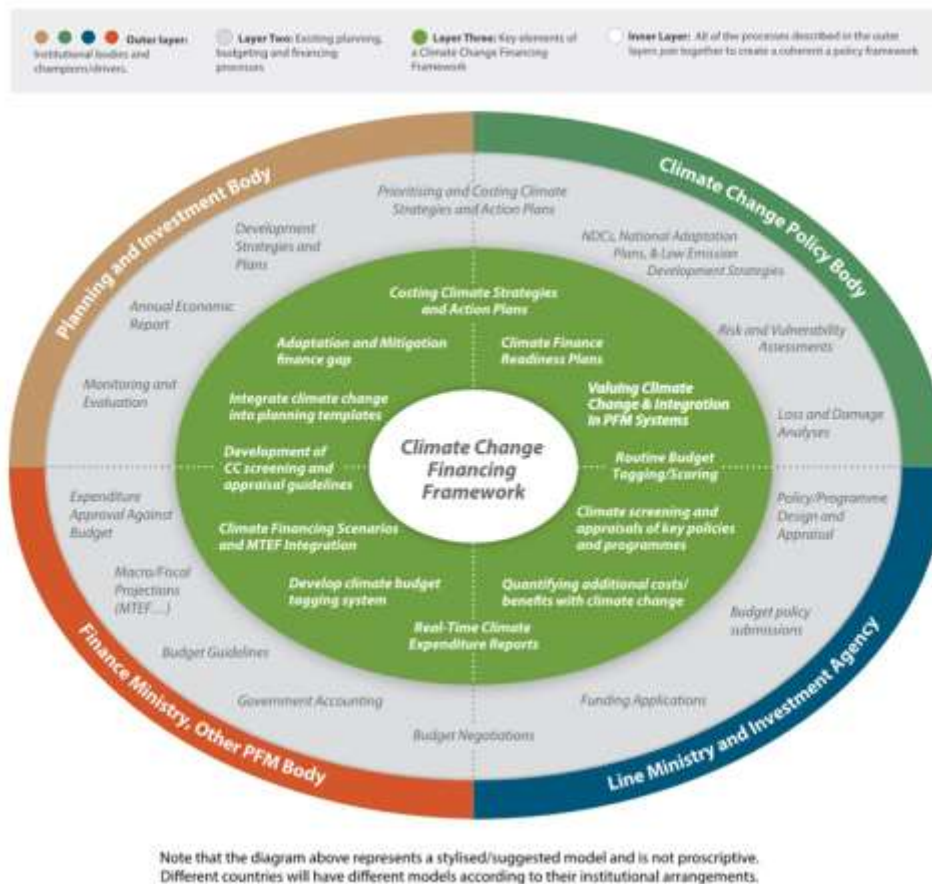 Outer layer:
Institutional bodies and
champions/drivers.
Layer Two: Existing planning,
budgeting and financing
processes
Layer Three: Key elements of
a Climate Change Financing
Framework
Inner Layer: All of the processes described in the outer
layers join together to create a coherent a policy framework
Planning and Investment Body
Climate Change Policy Body
Prioritising and Costing Climate
Strategies and Action Plans
Development
Strategies and
Plans
NDCs, National Adaptation
Plans, & Low Emission
Development Strategies
Annual Economic
Report
Risk and Vulnerability
Assessments
Monitoring and
Evaluation
Loss and Damage
Analyses
Costing Climate Strategies
and Action Plans
Adaptation and Mitigation
finance gap
Climate Finance
Readiness Plans
Integrate climate change
into planning templates
Valuing Climate
Change & Integration
in PFM Systems
Development of
CC screening and
appraisal guidelines
Climate Change
Financing
Framework
Routine Budget
Tagging/Scoring
Expenditure
Approval Against
Budget
Climate Financing Scenarios
and MTEF Integration
Climate screening and
appraisals of key policies
and programmes
Policy/Programme
Design and
Appraisal
Macro/Fiscal
Projections
(MTEF...)
Develop climate budget
tagging system
Quantifying additional costs/
benefits with climate change
Budget policy
submissions
Real-Time Climate
Expenditure Reports
Budget Guidelines
Government Accounting
Funding Applications
Budget Negotiations
Finance Ministry, Other PFM Body
Line Ministry and Investment Agency
Note that the diagram above represents a stylised/suggested model and is not proscriptive.
Different countries will have different models according to their institutional arrangements.